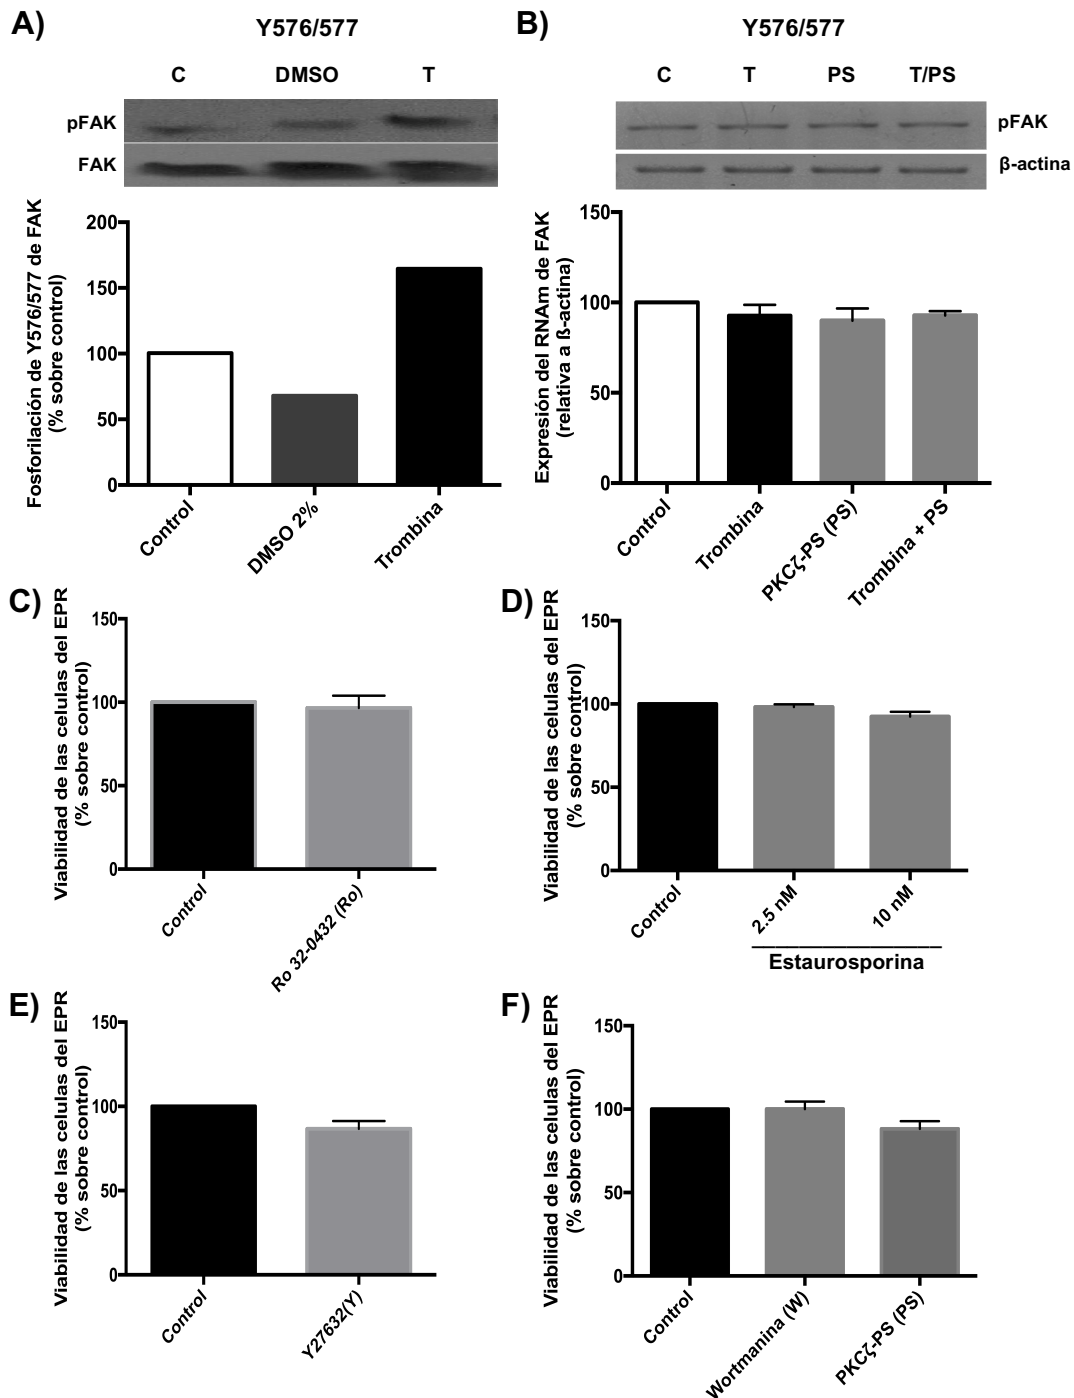 A)
Y576/577
C DMSO T
pFAK
FAK
Fosforilación de Y576/577 de FAK
(% sobre control)
200
150
100
50
0
Control
DMSO 2%
Trombina
B)
Y576/577
C T PS T/PS
pFAK
ß-actina
Expresión del RNAm de FAK
(relativa a ß-actina)
150
100
50
0
Control
Trombina
PKCζ-PS (PS)
Trombina + PS
C)
Viabilidad de las celulas del EPR
(% sobre control)
150
100
50
0
Control
Ro 32-0432 (Ro)
D)
Viabilidad de las celulas del EPR
(% sobre control)
150
100
50
0
Control
2.5 nM
10 nM
Estaurosporina
E)
Viabilidad de las celulas del EPR
(% sobre control)
150
100
50
0
Control
Y27632(Y)
F)
Viabilidad de las celulas del EPR
(% sobre control)
150
100
50
0
Control
Wortmanina (W)
PKCζ-PS (PS)